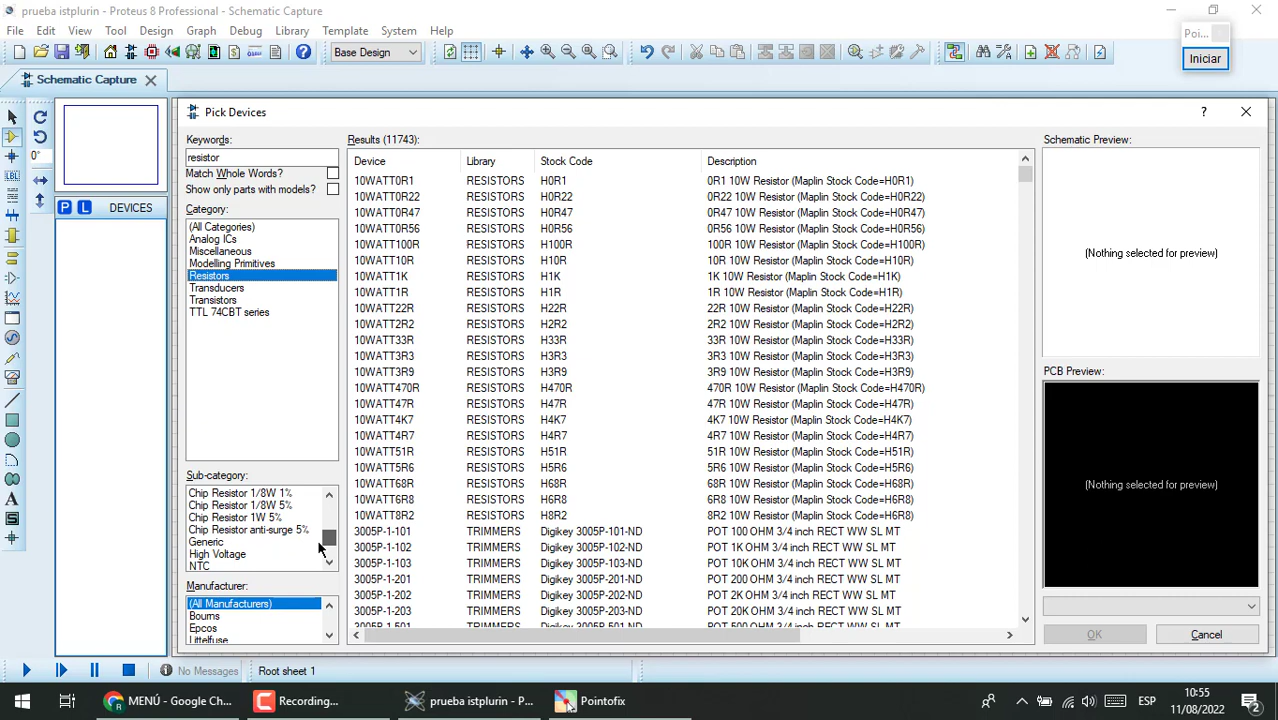 prueba istplurin - Proteus 8 Professional - Schematic Capture
File Edit View Tool Design Graph Debug Library Template System Help
Poi...
Iniciar
Base Design
Schematic Capture
0°
LBL
P L DEVICES
Pick Devices
Keywords:
resistor
Match Whole Words?
Show only parts with models?
Category:
(All Categories)
Analog ICs
Miscellaneous
Modelling Primitives
Resistors
Transducers
Transistors
TTL 74CBT series
Sub-category:
Chip Resistor 1/8W 1%
Chip Resistor 1/8W 5%
Chip Resistor 1W 5%
Chip Resistor anti-surge 5%
Generic
High Voltage
NTC
Manufacturer:
(All Manufacturers)
Bourns
Epcos
Littelfuse
Results (11743):
Device Library Stock Code Description
10WATT0R1 RESISTORS H0R1 0R1 10W Resistor (Maplin Stock Code=H0R1)
10WATT0R22 RESISTORS H0R22 0R22 10W Resistor (Maplin Stock Code=H0R22)
10WATT0R47 RESISTORS H0R47 0R47 10W Resistor (Maplin Stock Code=H0R47)
10WATT0R56 RESISTORS H0R56 0R56 10W Resistor (Maplin Stock Code=H0R56)
10WATT100R RESISTORS H100R 100R 10W Resistor (Maplin Stock Code=H100R)
10WATT10R RESISTORS H10R 10R 10W Resistor (Maplin Stock Code=H10R)
10WATT1K RESISTORS H1K 1K 10W Resistor (Maplin Stock Code=H1K)
10WATT1R RESISTORS H1R 1R 10W Resistor (Maplin Stock Code=H1R)
10WATT22R RESISTORS H22R 22R 10W Resistor (Maplin Stock Code=H22R)
10WATT2R2 RESISTORS H2R2 2R2 10W Resistor (Maplin Stock Code=H2R2)
10WATT33R RESISTORS H33R 33R 10W Resistor (Maplin Stock Code=H33R)
10WATT3R3 RESISTORS H3R3 3R3 10W Resistor (Maplin Stock Code=H3R3)
10WATT3R9 RESISTORS H3R9 3R9 10W Resistor (Maplin Stock Code=H3R9)
10WATT470R RESISTORS H470R 470R 10W Resistor (Maplin Stock Code=H470R)
10WATT47R RESISTORS H47R 47R 10W Resistor (Maplin Stock Code=H47R)
10WATT4K7 RESISTORS H4K7 4K7 10W Resistor (Maplin Stock Code=H4K7)
10WATT4R7 RESISTORS H4R7 4R7 10W Resistor (Maplin Stock Code=H4R7)
10WATT51R RESISTORS H51R 51R 10W Resistor (Maplin Stock Code=H51R)
10WATT5R6 RESISTORS H5R6 5R6 10W Resistor (Maplin Stock Code=H5R6)
10WATT68R RESISTORS H68R 68R 10W Resistor (Maplin Stock Code=H68R)
10WATT6R8 RESISTORS H6R8 6R8 10W Resistor (Maplin Stock Code=H6R8)
10WATT8R2 RESISTORS H8R2 8R2 10W Resistor (Maplin Stock Code=H8R2)
3005P-1-101 TRIMMERS Digikey 3005P-101-ND POT 100 OHM 3/4 inch RECT WW SL MT
3005P-1-102 TRIMMERS Digikey 3005P-102-ND POT 1K OHM 3/4 inch RECT WW SL MT
3005P-1-103 TRIMMERS Digikey 3005P-103-ND POT 10K OHM 3/4 inch RECT WW SL MT
3005P-1-201 TRIMMERS Digikey 3005P-201-ND POT 200 OHM 3/4 inch RECT WW SL MT
3005P-1-202 TRIMMERS Digikey 3005P-202-ND POT 2K OHM 3/4 inch RECT WW SL MT
3005P-1-203 TRIMMERS Digikey 3005P-203-ND POT 20K OHM 3/4 inch RECT WW SL MT
3005P-1-501 TRIMMERS Digikey 3005P-501-ND POT 500 OHM 3/4 inch RECT WW SL MT
Schematic Preview:
(Nothing selected for preview)
PCB Preview:
(Nothing selected for preview)
OK Cancel
No Messages Root sheet 1
MENÚ - Google Ch... Recording... prueba istplurin - P... Pointofix
ESP
10:55
11/08/2022
2